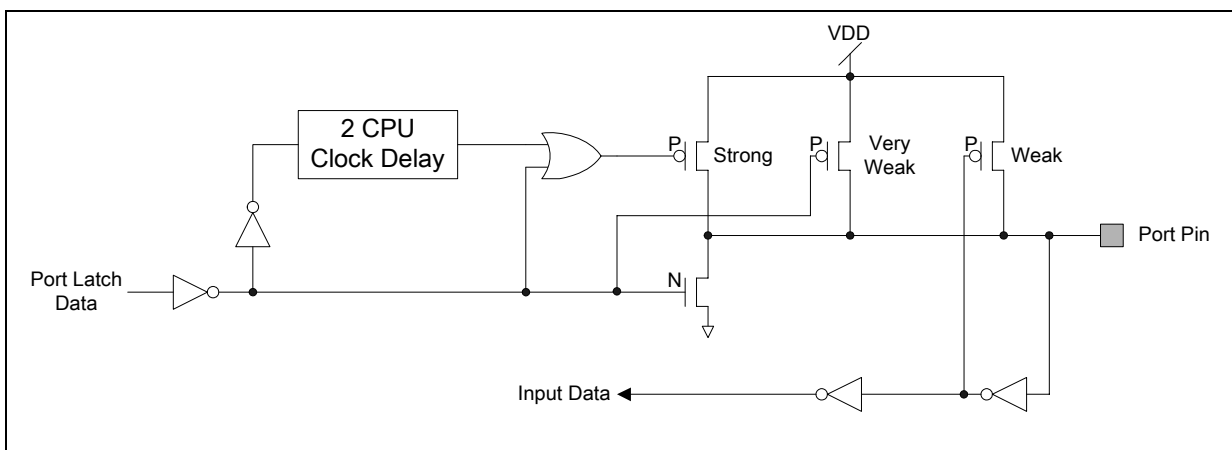 VDD
2 CPU
Clock Delay
P
Strong
P
Very
Weak
P
Weak
Port Pin
Port Latch
Data
N
Input Data